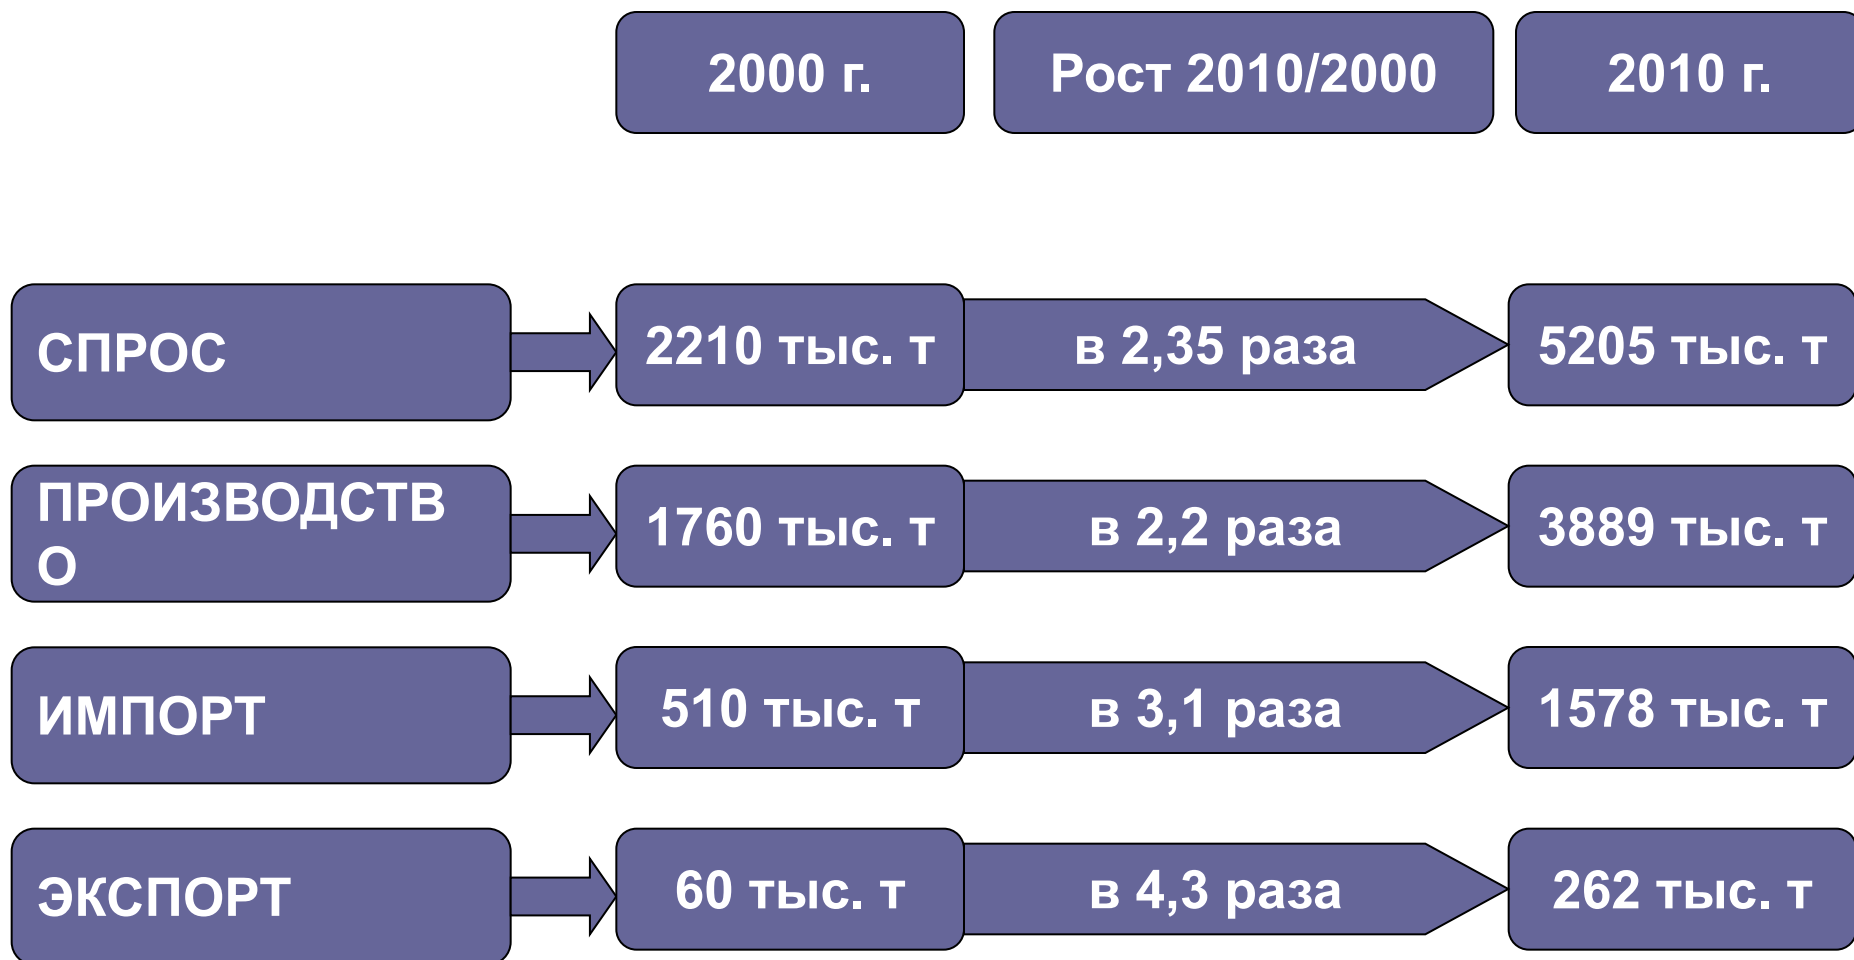 2000 г. Рост 2010/2000 2010 г.
СПРОС 2210 тыс. т в 2,35 раза 5205 тыс. т
ПРОИЗВОДСТВ
О 1760 тыс. т в 2,2 раза 3889 тыс. т
ИМПОРТ 510 тыс. т в 3,1 раза 1578 тыс. т
ЭКСПОРТ 60 тыс. т в 4,3 раза 262 тыс. т